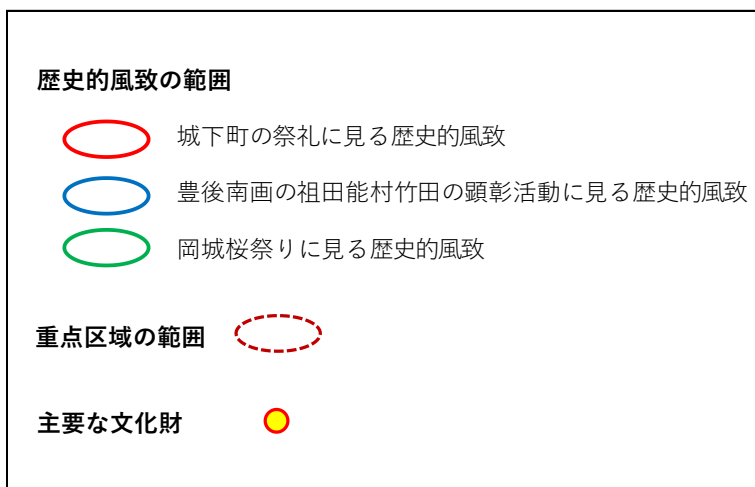 歴史的風致の範囲
城下町の祭礼に見る歴史的風致
豊後南画の祖田能村竹田の顕彰活動に見る歴史的風致
岡城桜祭りに見る歴史的風致
重点区域の範囲
主要な文化財